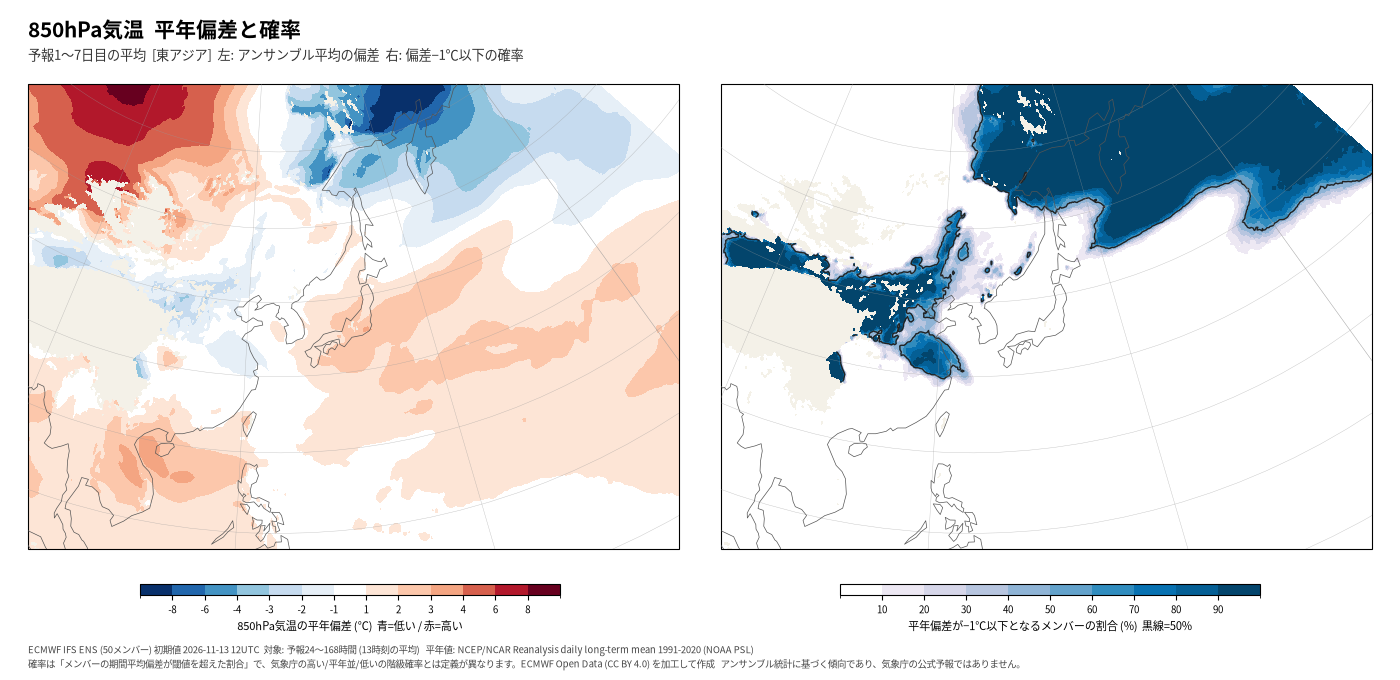 850hPa気温 平年偏差と確率
予報1～7日目の平均 [東アジア] 左: アンサンブル平均の偏差 右: 偏差−1℃以下の確率
-8 -6 -4 -3 -2 -1 1 2 3 4 6 8
850hPa気温の平年偏差 (℃) 青=低い / 赤=高い
10 20 30 40 50 60 70 80 90
平年偏差が−1℃以下となるメンバーの割合 (%) 黒線=50%
ECMWF IFS ENS (50メンバー) 初期値 2026-11-13 12UTC 対象: 予報24～168時間 (13時刻の平均) 平年値: NCEP/NCAR Reanalysis daily long-term mean 1991-2020 (NOAA PSL)
確率は「メンバーの期間平均偏差が閾値を超えた割合」で、気象庁の高い/平年並/低いの階級確率とは定義が異なります。ECMWF Open Data (CC BY 4.0) を加工して作成 アンサンブル統計に基づく傾向であり、気象庁の公式予報ではありません。